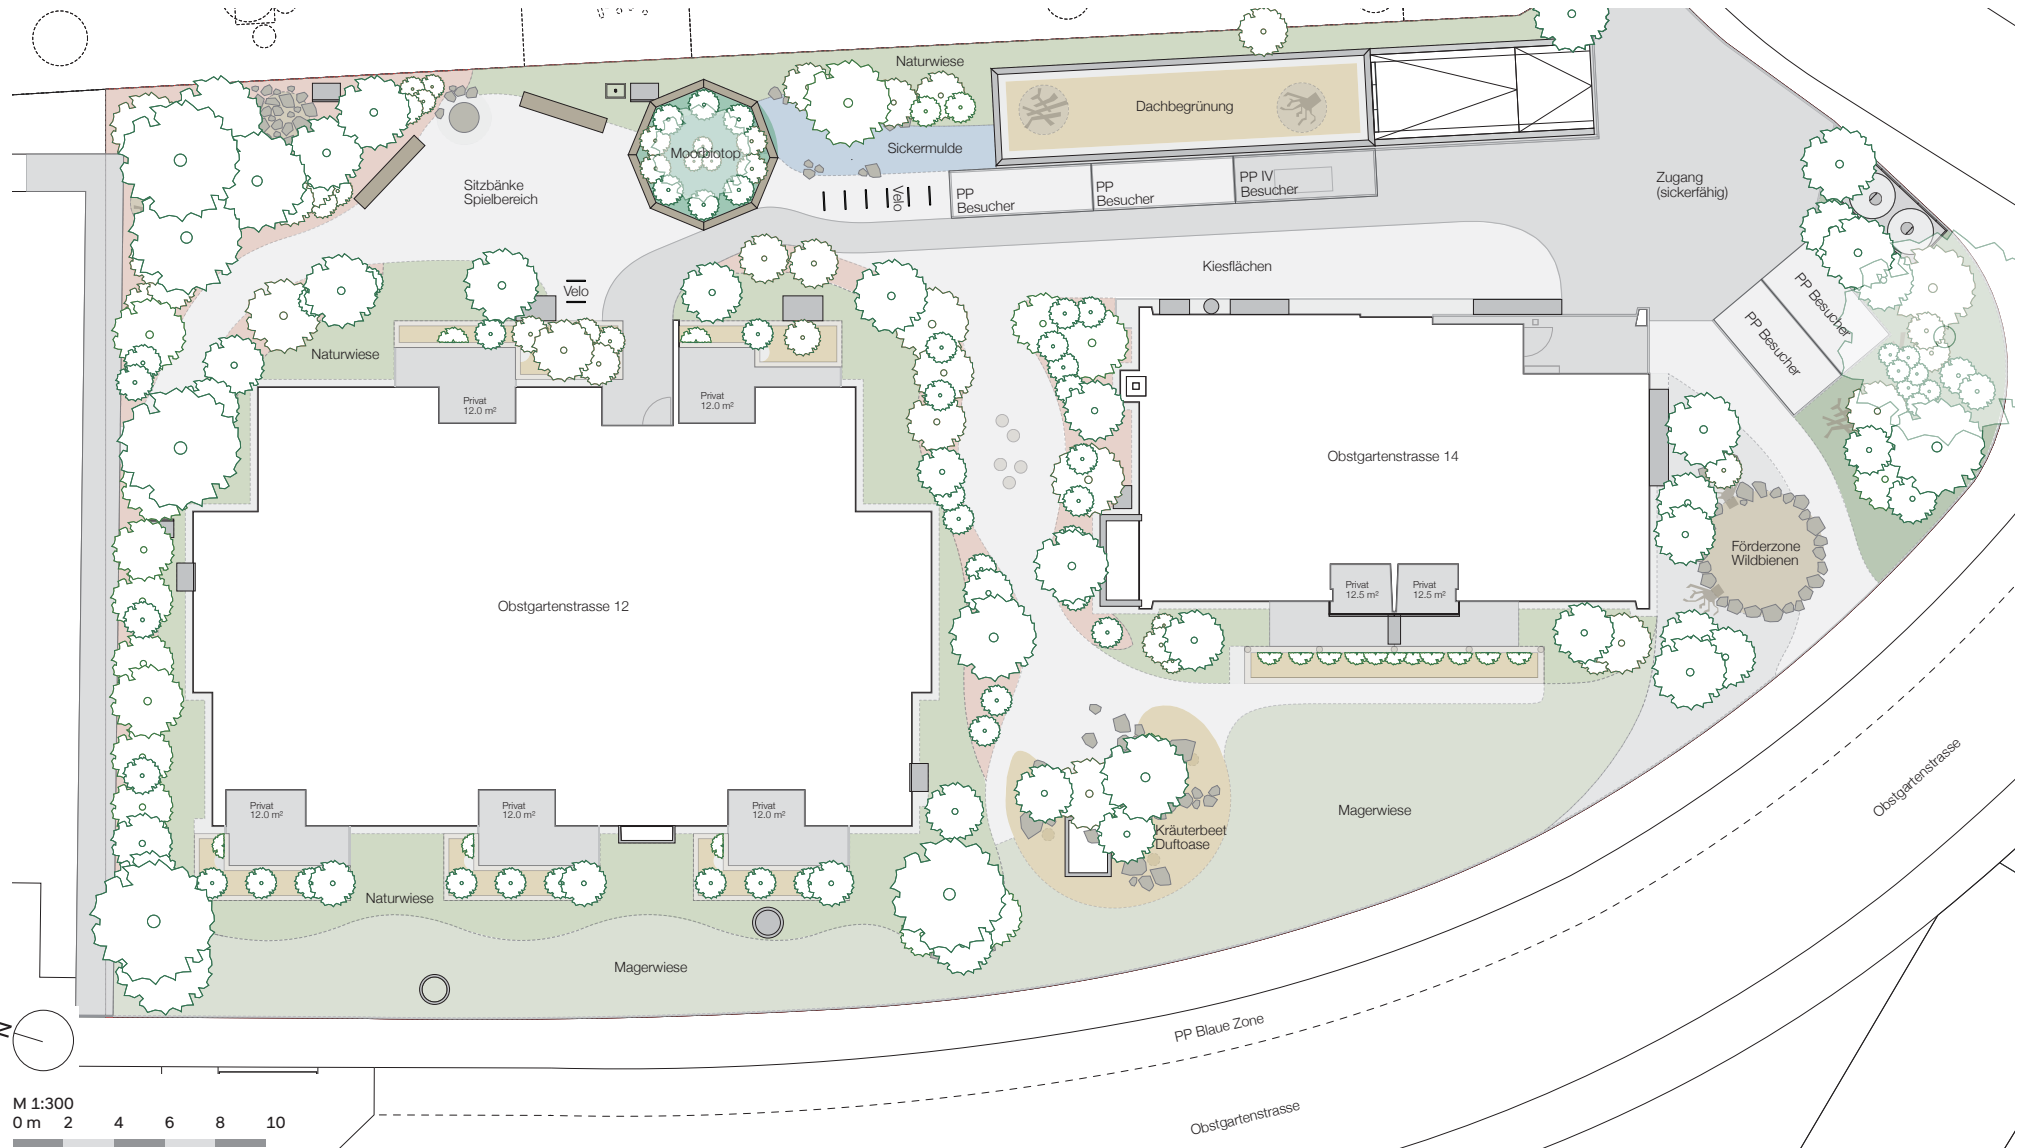 Naturwiese
Dachbegrünung
Moorbiotop
Sickermulde
Sitzbänke
Spielbereich
Velo
PP
Besucher
PP
Besucher
PP IV
Besucher
Zugang
(sickerfähig)
Kiesflächen
Velo
PP Besucher
PP Besucher
Naturwiese
Privat
12.0 m²
Privat
12.0 m²
Obstgartenstrasse 14
Förderzone
Wildbienen
Privat
12.5 m²
Privat
12.5 m²
Obstgartenstrasse 12
Privat
12.0 m²
Privat
12.0 m²
Privat
12.0 m²
Magerwiese
Kräuterbeet
Duftoase
Obstgartenstrasse
Naturwiese
Magerwiese
N
PP Blaue Zone
Obstgartenstrasse
M 1:300
0 m 2 4 6 8 10